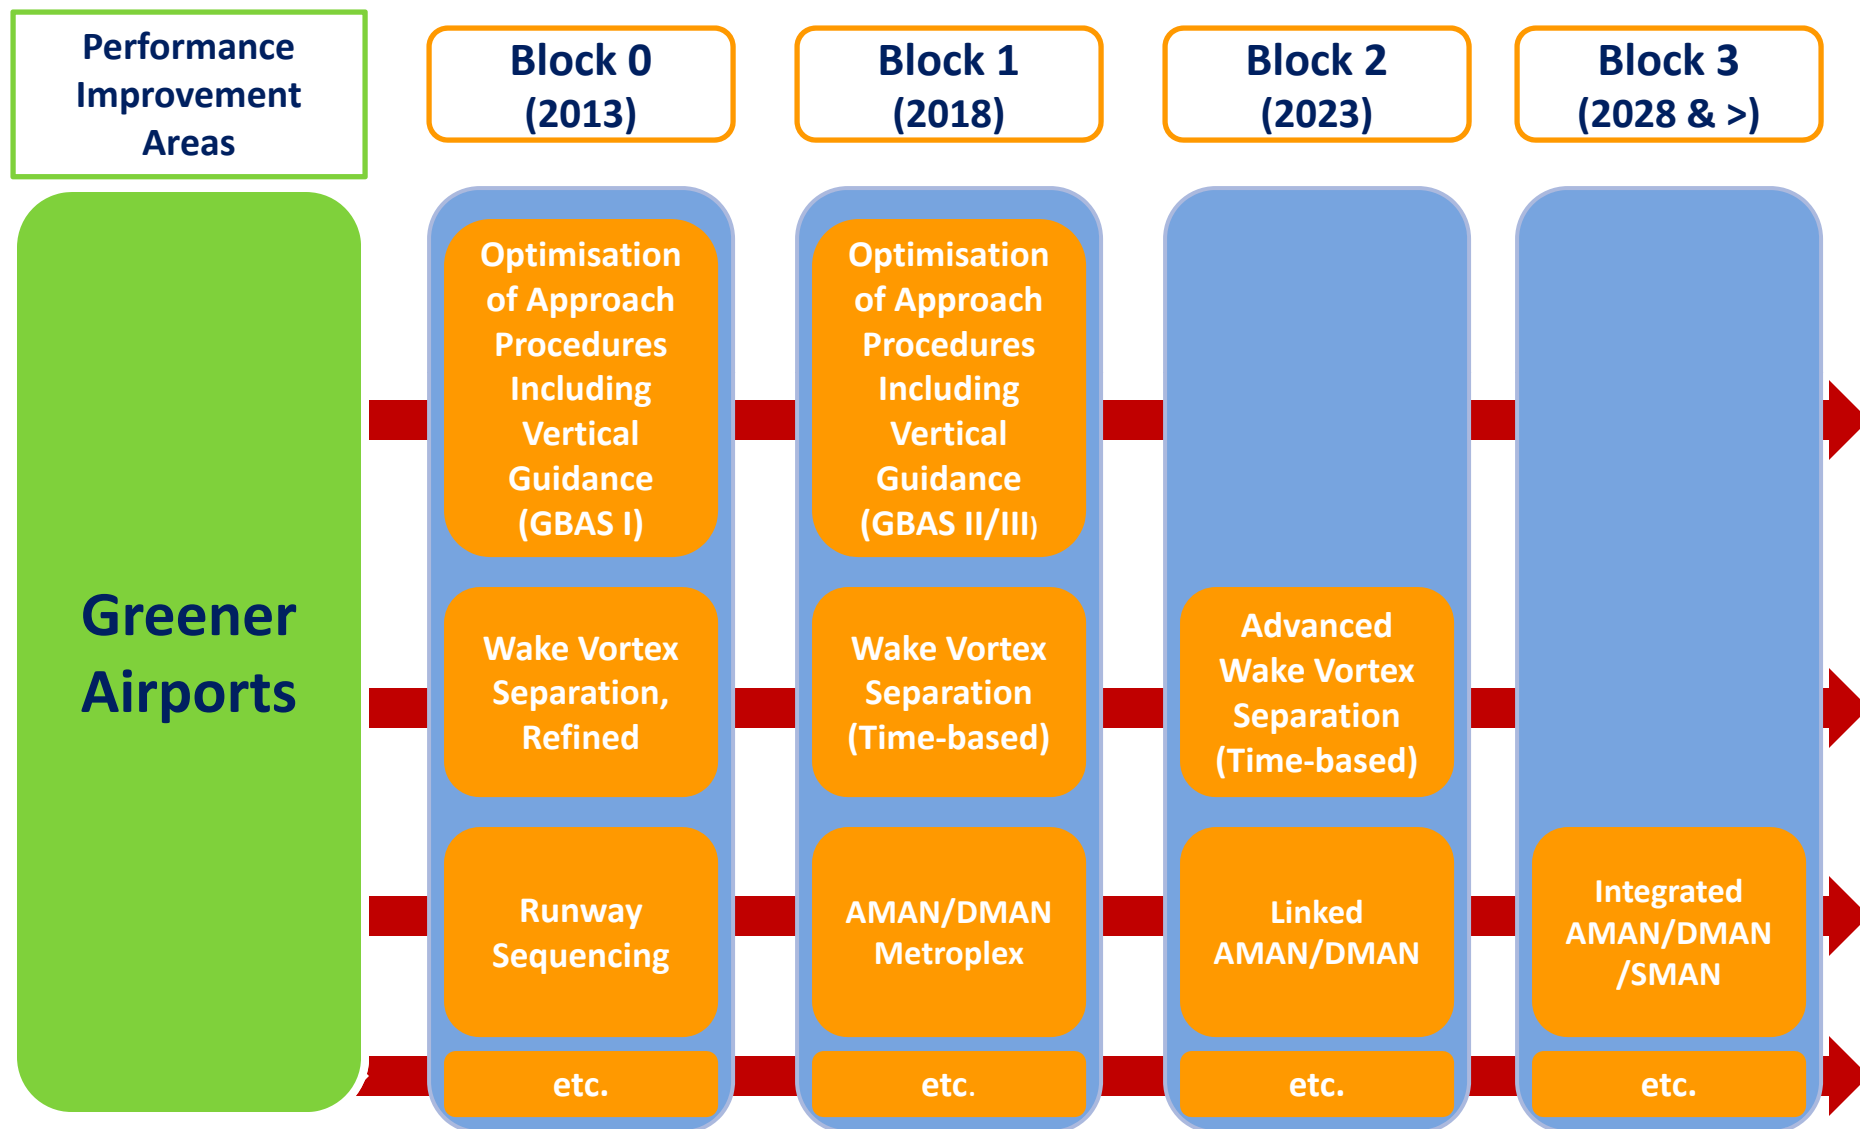 Performance
Improvement
Areas
Block 0
(2013)
Block 1
(2018)
Block 2
(2023)
Block 3
(2028 & >)
Greener
Airports
Optimisation
of Approach
Procedures
Including
Vertical
Guidance
(GBAS I)
Optimisation
of Approach
Procedures
Including
Vertical
Guidance
(GBAS II/III)
Wake Vortex
Separation,
Refined
Wake Vortex
Separation
(Time-based)
Advanced
Wake Vortex
Separation
(Time-based)
Runway
Sequencing
AMAN/DMAN
Metroplex
Linked
AMAN/DMAN
Integrated
AMAN/DMAN
/SMAN
etc.
etc.
etc.
etc.